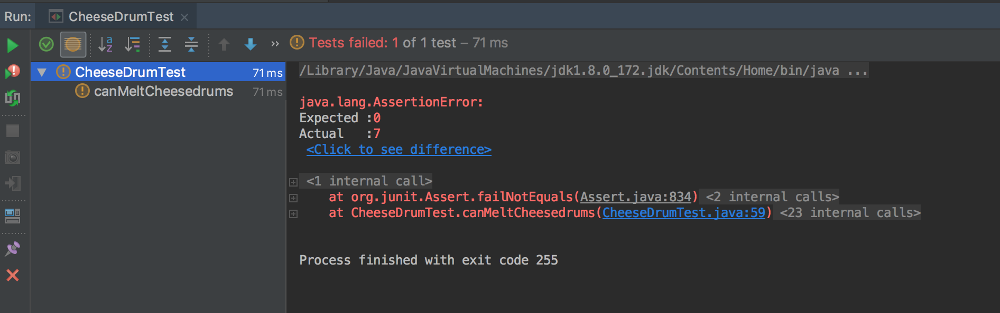 Run: CheeseDrumTest ×
Tests failed: 1 of 1 test – 71 ms
CheeseDrumTest 71 ms
canMeltCheesedrums 71 ms
/Library/Java/JavaVirtualMachines/jdk1.8.0_172.jdk/Contents/Home/bin/java ...
java.lang.AssertionError:
Expected :0
Actual   :7
<Click to see difference>
<1 internal call>
at org.junit.Assert.failNotEquals(Assert.java:834) <2 internal calls>
at CheeseDrumTest.canMeltCheesedrums(CheeseDrumTest.java:59) <23 internal calls>
Process finished with exit code 255